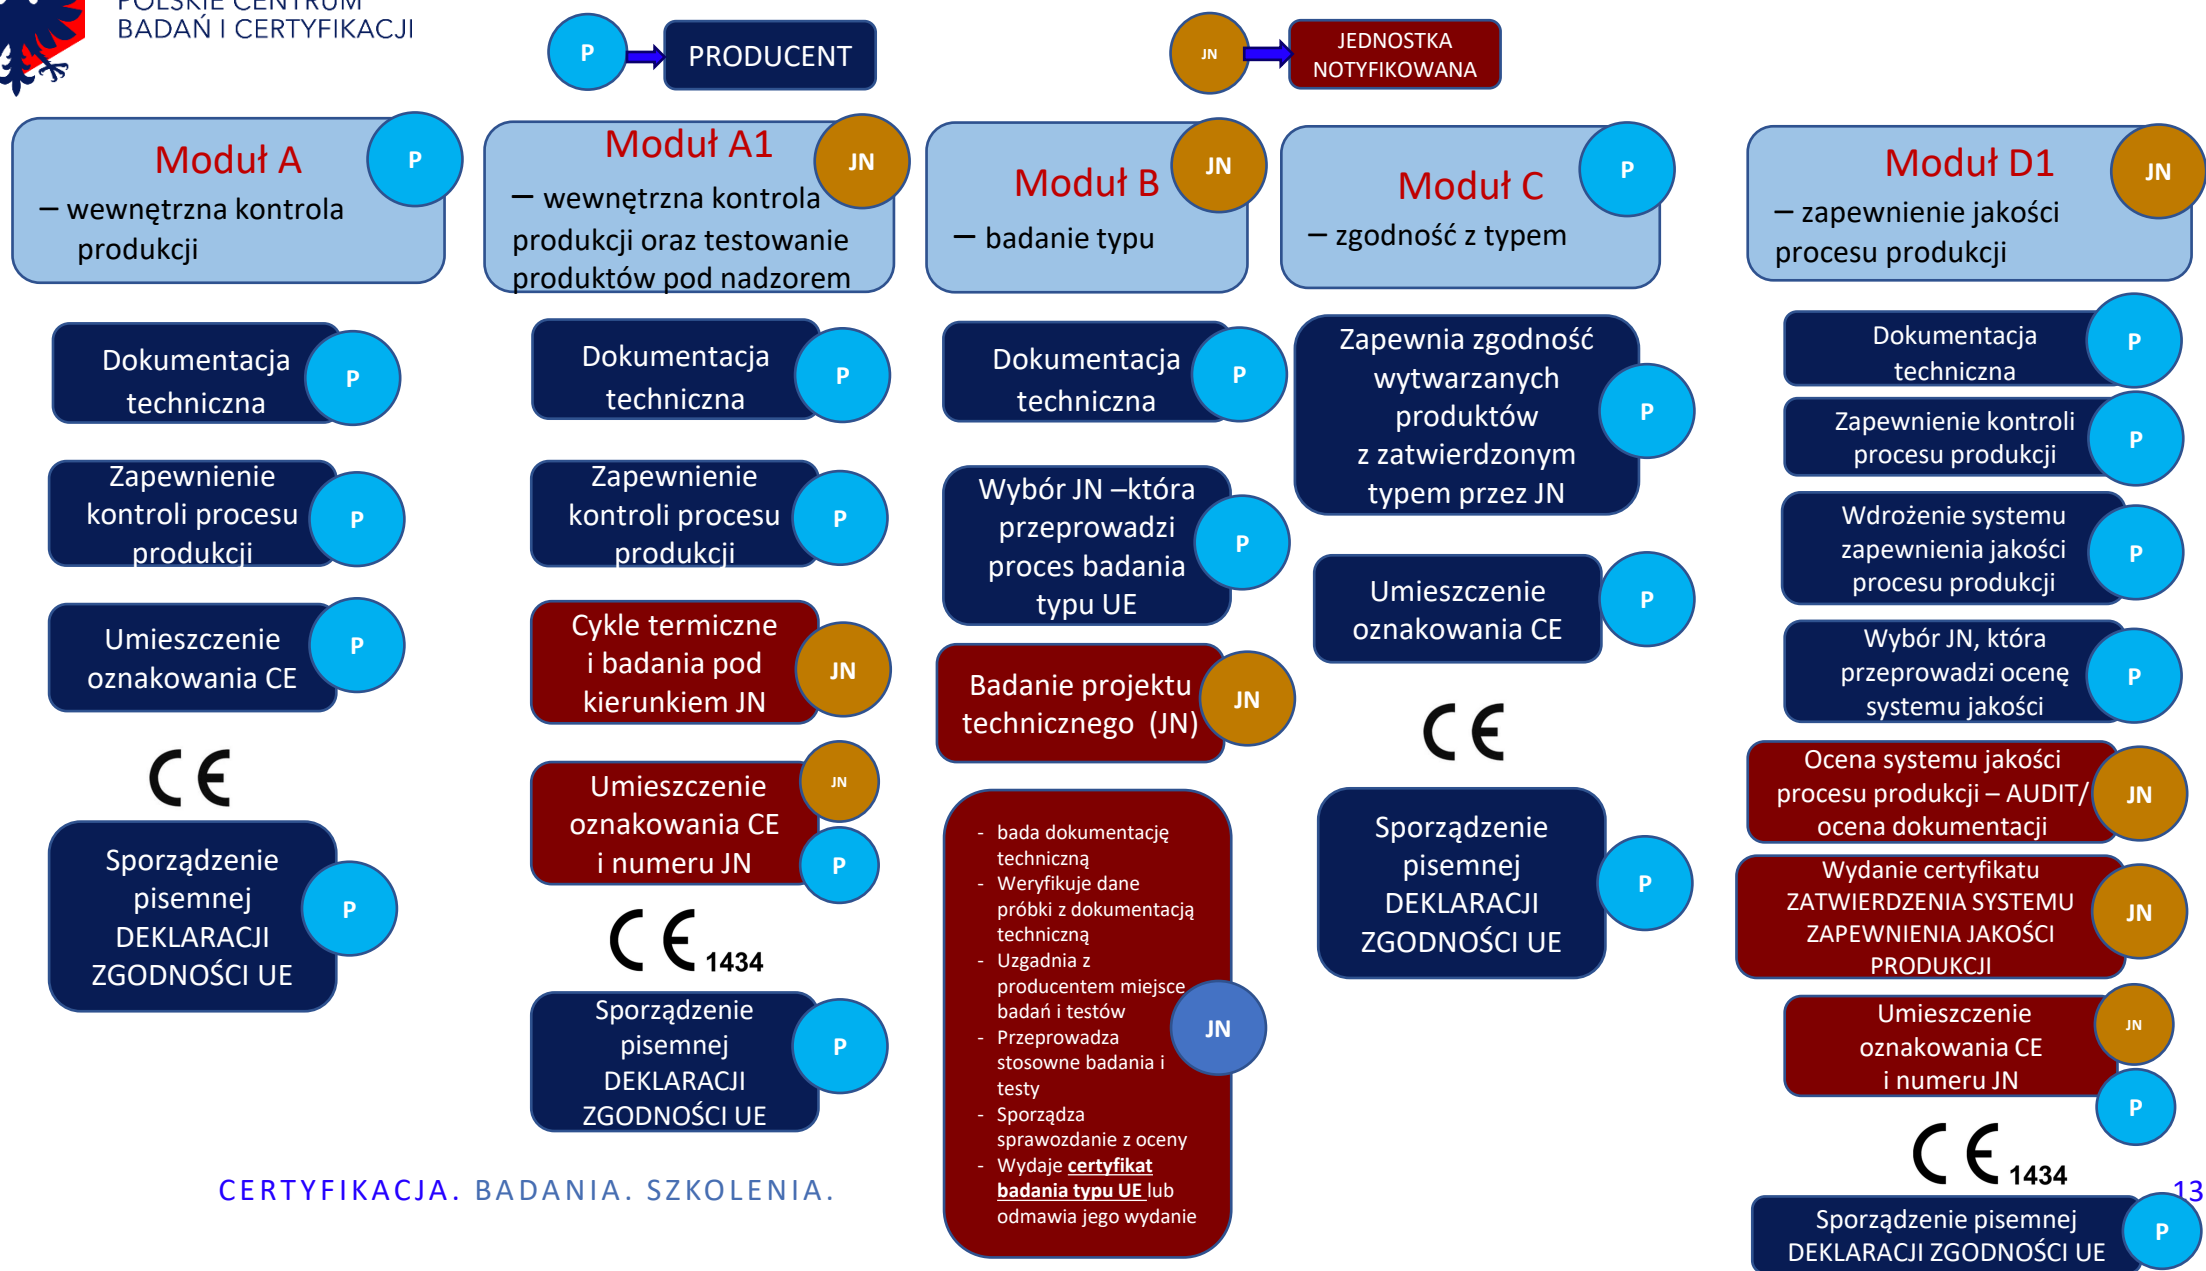 POLSKIE CENTRUM
BADAŃ I CERTYFIKACJI
P
PRODUCENT
JN
JEDNOSTKA
NOTYFIKOWANA
Moduł A
– wewnętrzna kontrola
produkcji
P
Dokumentacja
techniczna
P
Zapewnienie
kontroli procesu
produkcji
P
Umieszczenie
oznakowania CE
P
CE
Sporządzenie
pisemnej
DEKLARACJI
ZGODNOŚCI UE
P
Moduł A1
– wewnętrzna kontrola
produkcji oraz testowanie
produktów pod nadzorem
JN
Dokumentacja
techniczna
P
Zapewnienie
kontroli procesu
produkcji
P
Cykle termiczne
i badania pod
kierunkiem JN
JN
Umieszczenie
oznakowania CE
i numeru JN
JN
P
CE 1434
Sporządzenie
pisemnej
DEKLARACJI
ZGODNOŚCI UE
P
Moduł B
– badanie typu
JN
Dokumentacja
techniczna
P
Wybór JN –która
przeprowadzi
proces badania
typu UE
P
Badanie projektu
technicznego (JN)
JN
- bada dokumentację
techniczną
- Weryfikuje dane
próbki z dokumentacją
techniczną
- Uzgadnia z
producentem miejsce
badań i testów
- Przeprowadza
stosowne badania i
testy
- Sporządza
sprawozdanie z oceny
- Wydaje certyfikat
badania typu UE lub
odmawia jego wydanie
JN
Moduł C
– zgodność z typem
P
Zapewnia zgodność
wytwarzanych
produktów
z zatwierdzonym
typem przez JN
P
Umieszczenie
oznakowania CE
P
CE
Sporządzenie
pisemnej
DEKLARACJI
ZGODNOŚCI UE
P
Moduł D1
– zapewnienie jakości
procesu produkcji
JN
Dokumentacja
techniczna
P
Zapewnienie kontroli
procesu produkcji
P
Wdrożenie systemu
zapewnienia jakości
procesu produkcji
P
Wybór JN, która
przeprowadzi ocenę
systemu jakości
P
Ocena systemu jakości
procesu produkcji – AUDIT/
ocena dokumentacji
JN
Wydanie certyfikatu
ZATWIERDZENIA SYSTEMU
ZAPEWNIENIA JAKOŚCI
PRODUKCJI
JN
Umieszczenie
oznakowania CE
i numeru JN
JN
P
CE 1434
Sporządzenie pisemnej
DEKLARACJI ZGODNOŚCI UE
P
CERTYFIKACJA. BADANIA. SZKOLENIA.
13